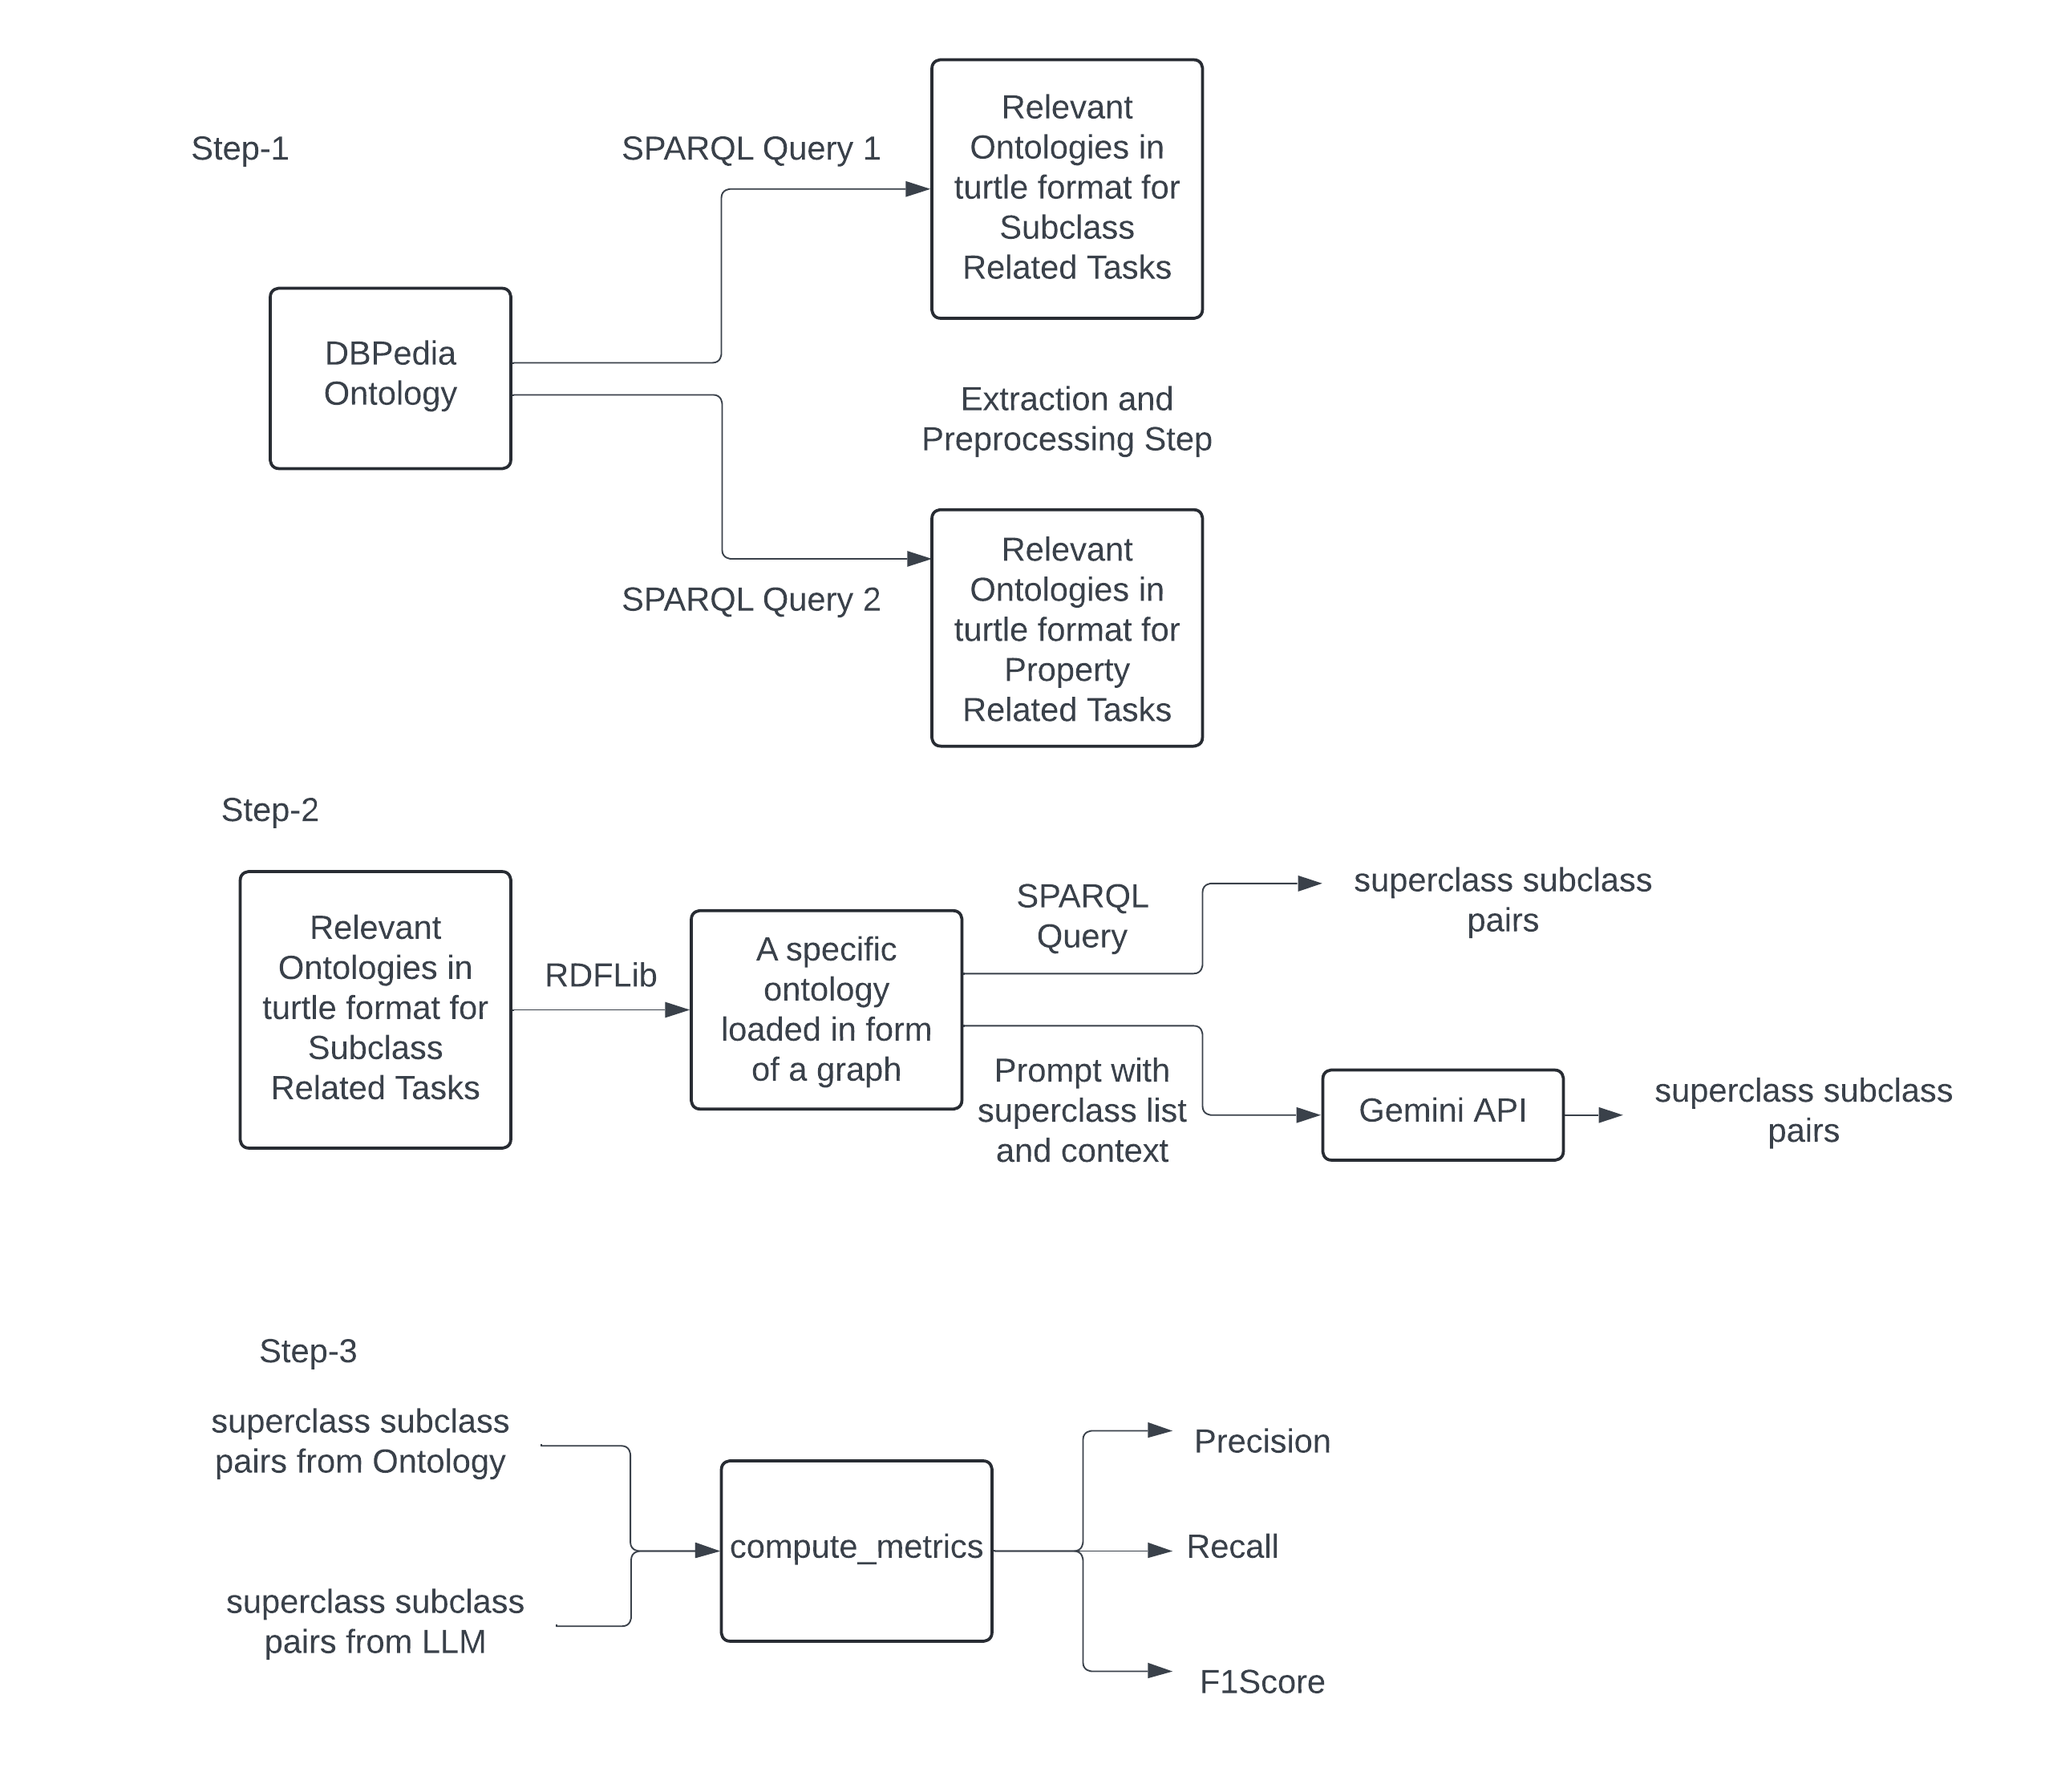 Step-1
SPARQL Query 1
Relevant
Ontologies in
turtle format for
Subclass
Related Tasks
DBPedia
Ontology
Extraction and
Preprocessing Step
SPARQL Query 2
Relevant
Ontologies in
turtle format for
Property
Related Tasks
Step-2
Relevant
Ontologies in
turtle format for
Subclass
Related Tasks
RDFLib
A specific
ontology
loaded in form
of a graph
SPARQL
Query
superclass subclass
pairs
Prompt with
superclass list
and context
Gemini API
superclass subclass
pairs
Step-3
superclass subclass
pairs from Ontology
superclass subclass
pairs from LLM
compute_metrics
Precision
Recall
F1Score